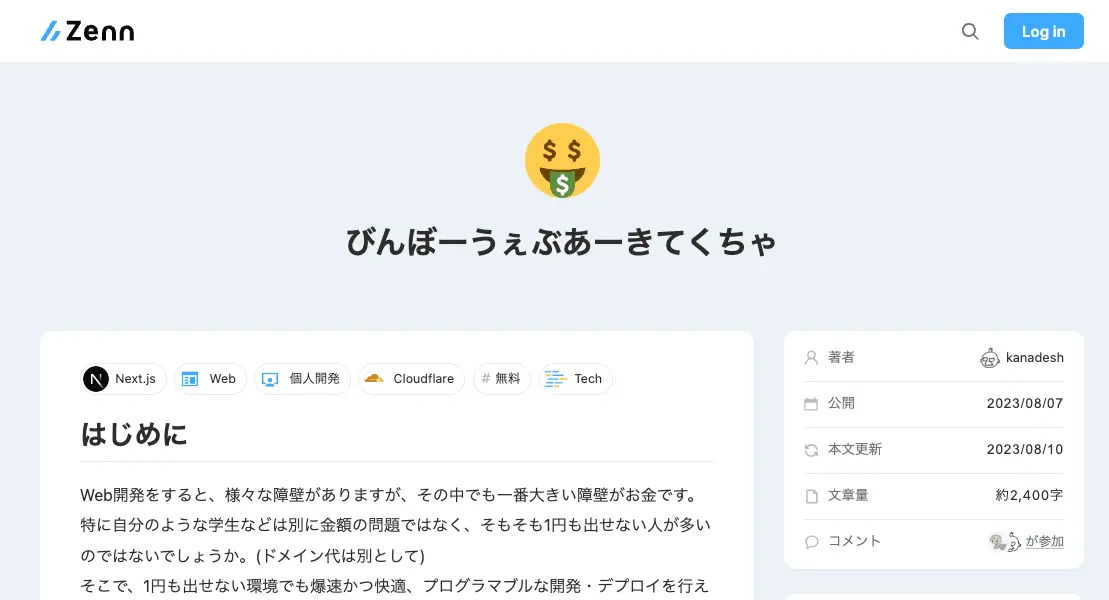 Zenn
Log in
びんぼーうぇぶあーきてくちゃ
Next.js Web 個人開発 Cloudflare # 無料 Tech
はじめに
Web開発をすると、様々な障壁がありますが、その中でも一番大きい障壁がお金です。
特に自分のような学生などは別に金額の問題ではなく、そもそも1円も出せない人が多い
のではないでしょうか。(ドメイン代は別として)
そこで、1円も出せない環境でも爆速かつ快適、プログラマブルな開発・デプロイを行え
著者 kanadesh
公開 2023/08/07
本文更新 2023/08/10
文章量 約2,400字
コメント が参加